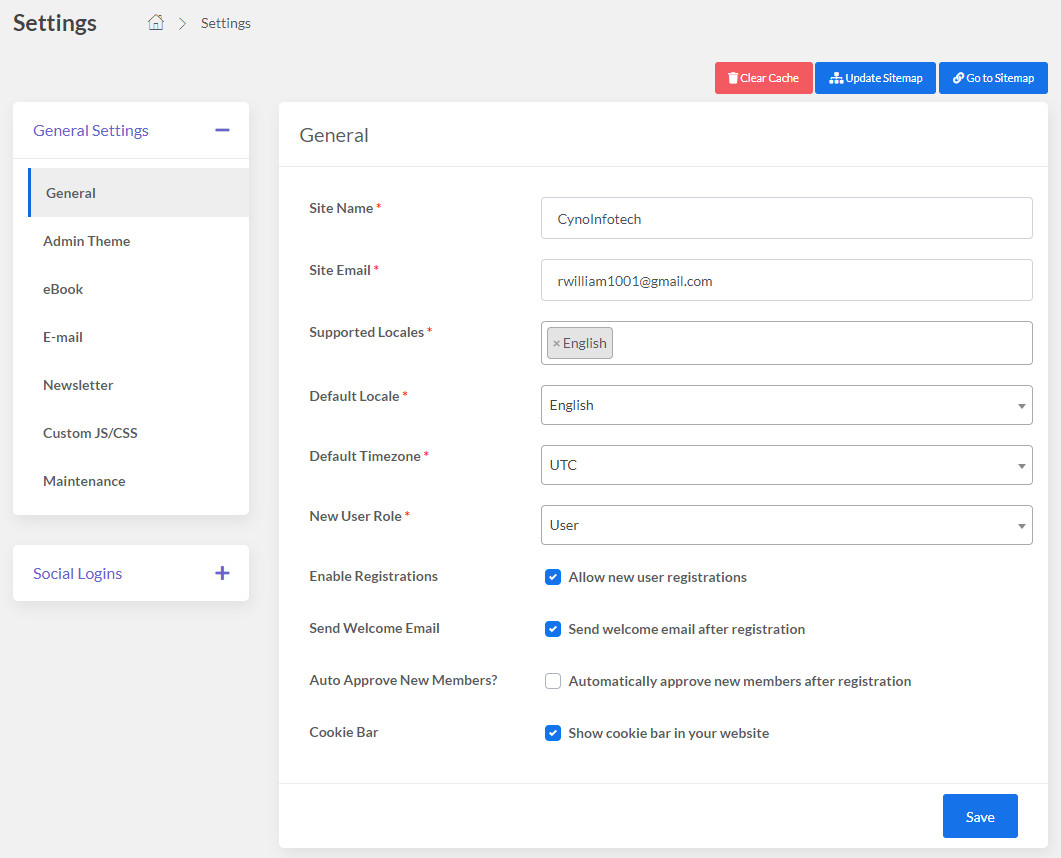 Settings
Settings
Clear Cache
Update Sitemap
Go to Sitemap
General Settings
General
Admin Theme
eBook
E-mail
Newsletter
Custom JS/CSS
Maintenance
Social Logins
General
Site Name *
CynoInfotech
Site Email *
rwilliam1001@gmail.com
Supported Locales *
× English
Default Locale *
English
Default Timezone *
UTC
New User Role *
User
Enable Registrations
Allow new user registrations
Send Welcome Email
Send welcome email after registration
Auto Approve New Members?
Automatically approve new members after registration
Cookie Bar
Show cookie bar in your website
Save